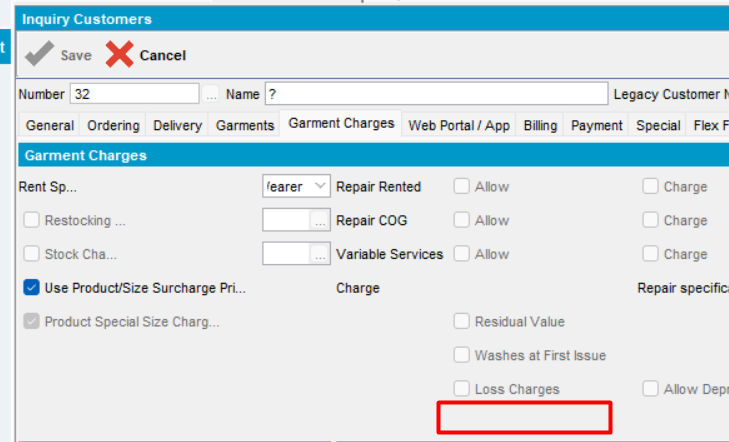 Inquiry Customers
Save Cancel
Number 32 ... Name ? Legacy Customer
General Ordering Delivery Garments Garment Charges Web Portal / App Billing Payment Special Flex F
Garment Charges
Rent Sp... /earer Repair Rented Allow Charge
Restocking ... ... Repair COG Allow Charge
Stock Cha... ... Variable Services Allow Charge
Use Product/Size Surcharge Pri... Charge Repair specifica
Product Special Size Charg... Residual Value
Washes at First Issue
Loss Charges Allow Depr